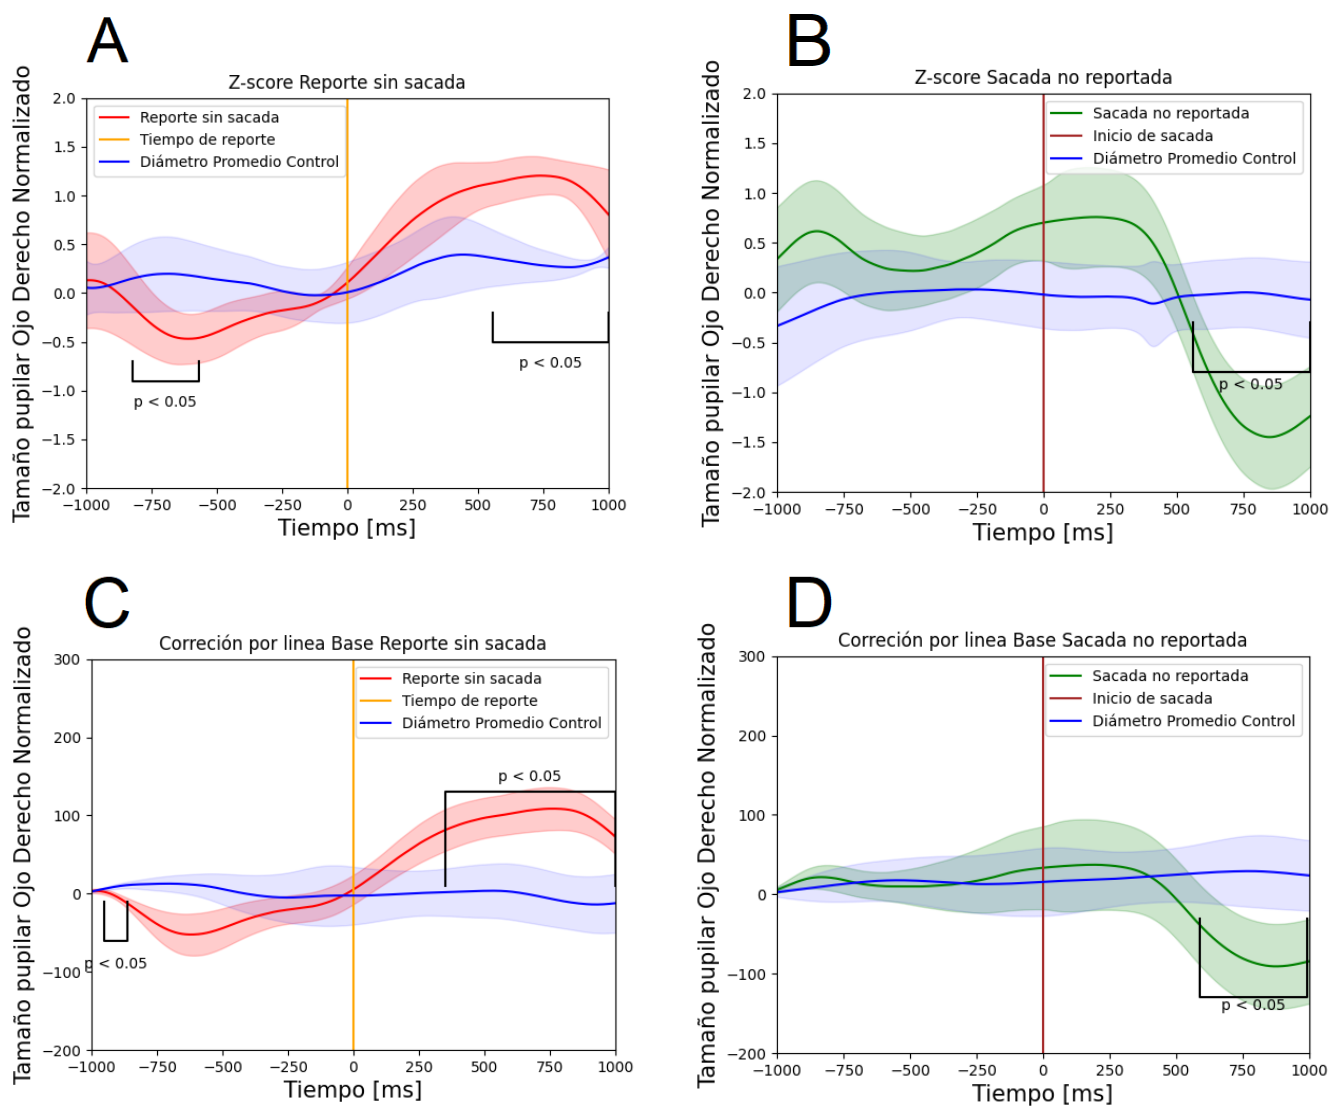 A
Z-score Reporte sin sacada
Tamaño pupilar Ojo Derecho Normalizado
2.0
1.5
1.0
0.5
0.0
−0.5
−1.0
−1.5
−2.0
Reporte sin sacada
Tiempo de reporte
Diámetro Promedio Control
p < 0.05
p < 0.05
−1000 −750 −500 −250 0 250 500 750 1000
Tiempo [ms]
B
Z-score Sacada no reportada
Tamaño pupilar Ojo Derecho Normalizado
2.0
1.5
1.0
0.5
0.0
−0.5
−1.0
−1.5
−2.0
Sacada no reportada
Inicio de sacada
Diámetro Promedio Control
p < 0.05
−1000 −750 −500 −250 0 250 500 750 1000
Tiempo [ms]
C
Correción por linea Base Reporte sin sacada
Tamaño pupilar Ojo Derecho Normalizado
300
200
100
0
−100
−200
Reporte sin sacada
Tiempo de reporte
Diámetro Promedio Control
p < 0.05
p < 0.05
−1000 −750 −500 −250 0 250 500 750 1000
Tiempo [ms]
D
Correción por linea Base Sacada no reportada
Tamaño pupilar Ojo Derecho Normalizado
300
200
100
0
−100
−200
Sacada no reportada
Inicio de sacada
Diámetro Promedio Control
p < 0.05
−1000 −750 −500 −250 0 250 500 750 1000
Tiempo [ms]